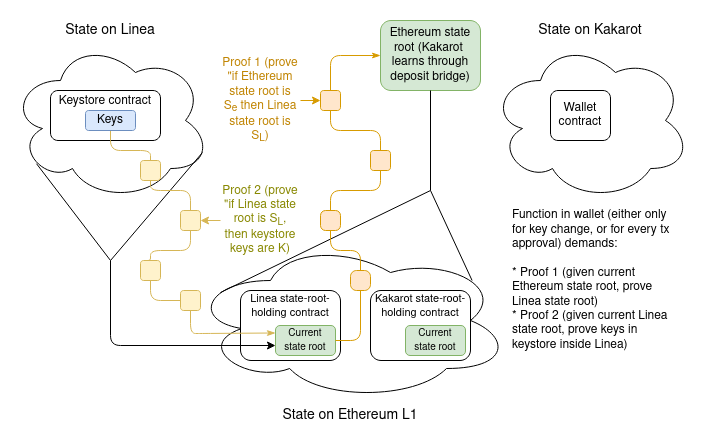 State on Linea
Keystore contract
Keys
Proof 1 (prove
"if Ethereum
state root is
Se then Linea
state root is
SL)
Proof 2 (prove
"if Linea state
root is SL,
then keystore
keys are K)
Ethereum state
root (Kakarot
learns through
deposit bridge)
State on Kakarot
Wallet
contract
Function in wallet (either only
for key change, or for every tx
approval) demands:
* Proof 1 (given current
Ethereum state root, prove
Linea state root)
* Proof 2 (given current Linea
state root, prove keys in
keystore inside Linea)
Linea state-root-
holding contract
Current
state root
Kakarot state-root-
holding contract
Current
state root
State on Ethereum L1